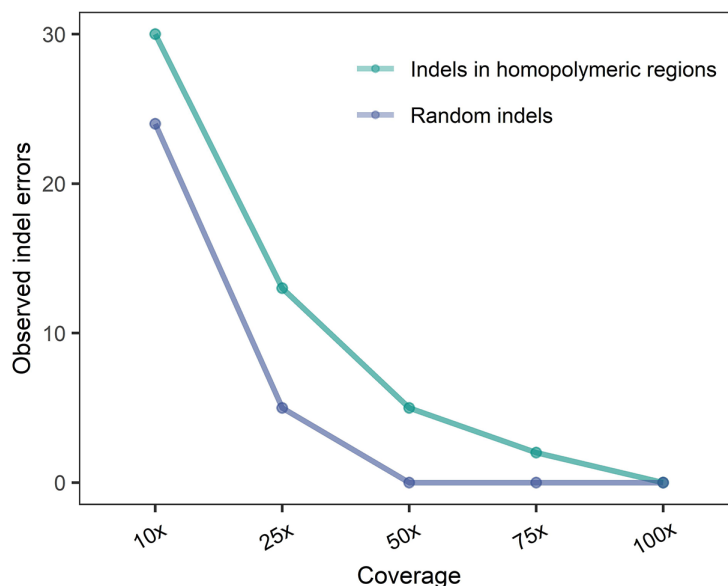 30
20
10
0
Observed indel errors
Indels in homopolymeric regions
Random indels
10x
25x
50x
75x
100x
Coverage